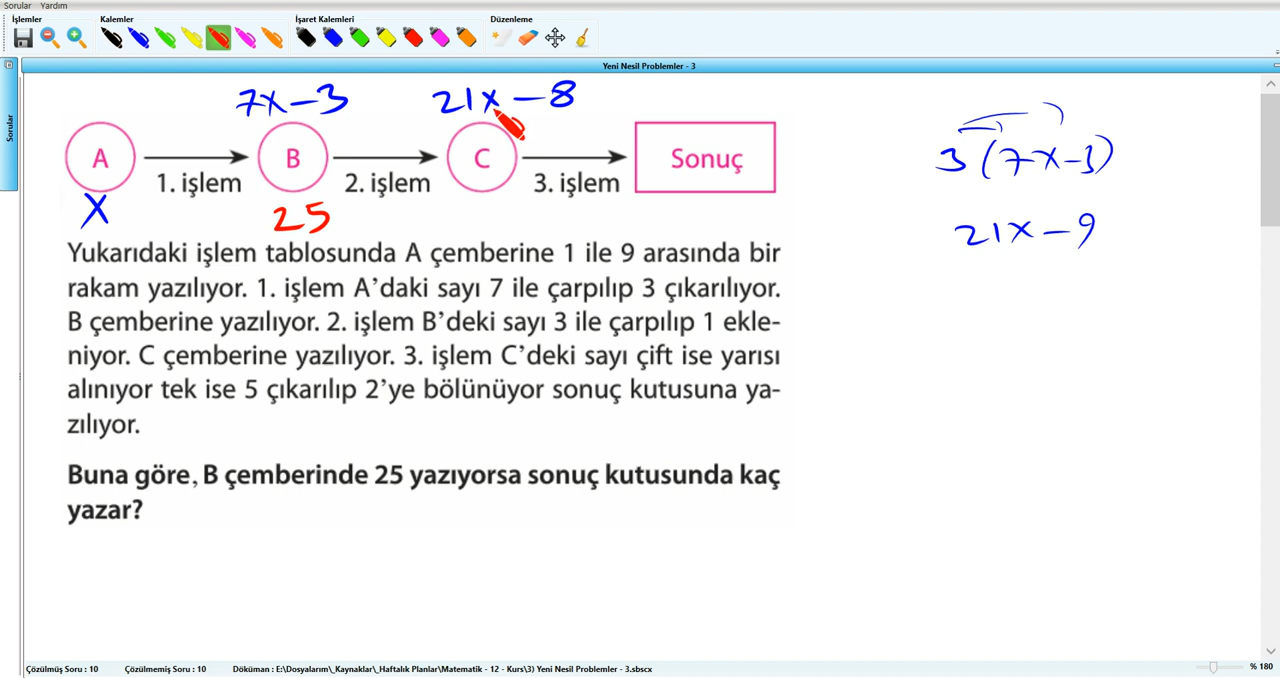 Sorular Yardım
İşlemler Kalemler İşaret Kalemleri Düzenleme
Yeni Nesil Problemler - 3
Sorular
7x-3 21x-8
A B C Sonuç
1. işlem 2. işlem 3. işlem
x 25
3(7x-3)
21x-9
Yukarıdaki işlem tablosunda A çemberine 1 ile 9 arasında bir
rakam yazılıyor. 1. işlem A’daki sayı 7 ile çarpılıp 3 çıkarılıyor.
B çemberine yazılıyor. 2. işlem B’deki sayı 3 ile çarpılıp 1 ekle-
niyor. C çemberine yazılıyor. 3. işlem C’deki sayı çift ise yarısı
alınıyor tek ise 5 çıkarılıp 2’ye bölünüyor sonuç kutusuna ya-
zılıyor.
Buna göre, B çemberinde 25 yazıyorsa sonuç kutusunda kaç
yazar?
Çözülmüş Soru : 10 Çözülmemiş Soru : 10 Döküman : E:\Dosyalarım\_Kaynaklar\_Haftalık Planlar\Matematik - 12 - Kurs\3) Yeni Nesil Problemler - 3.sbscx % 180